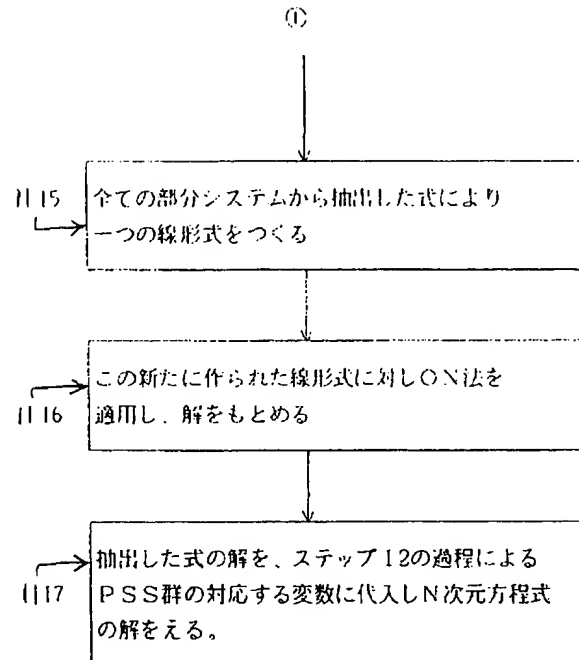 ①
1115
全ての部分システムから抽出した式により
一つの線形式をつくる
この新たに作られた線形式に対しON法を
適用し、解をもとめる
1116
抽出した式の解を、ステップ12の過程による
PSS群の対応する変数に代入しN次元方程式
の解をえる。
1117